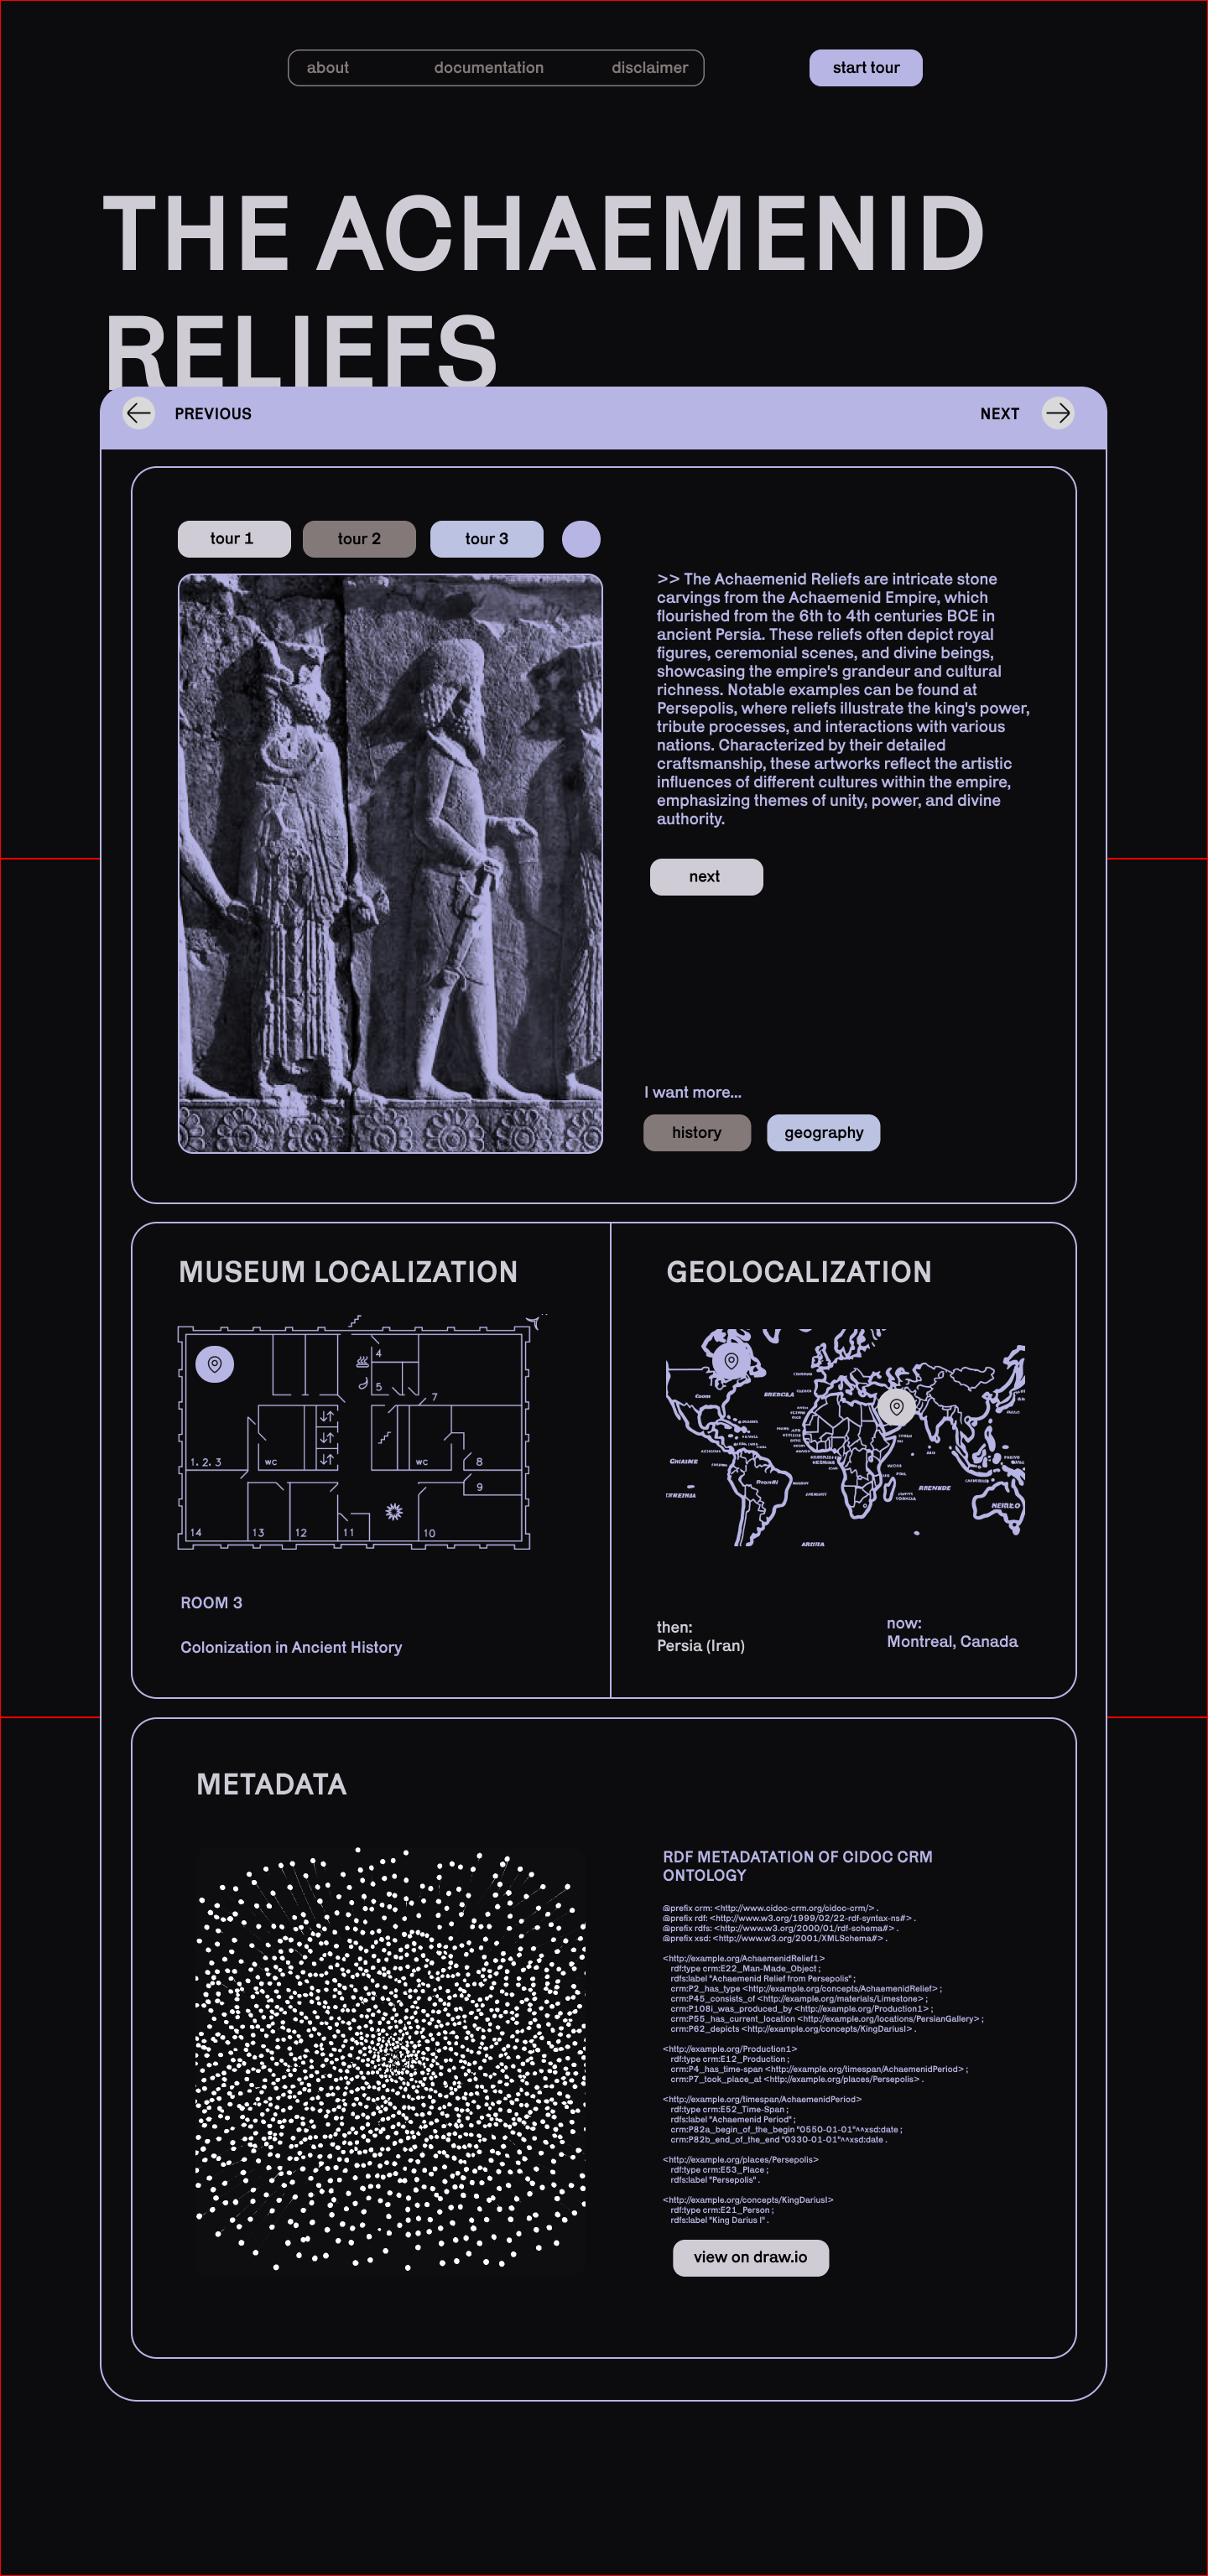 about documentation disclaimer start tour
THE ACHAEMENID
RELIEFS
PREVIOUS NEXT
tour 1 tour 2 tour 3
>> The Achaemenid Reliefs are intricate stone
carvings from the Achaemenid Empire, which
flourished from the 6th to 4th centuries BCE in
ancient Persia. These reliefs often depict royal
figures, ceremonial scenes, and divine beings,
showcasing the empire's grandeur and cultural
richness. Notable examples can be found at
Persepolis, where reliefs illustrate the king's power,
tribute processes, and interactions with various
nations. Characterized by their detailed
craftsmanship, these artworks reflect the artistic
influences of different cultures within the empire,
emphasizing themes of unity, power, and divine
authority.
next
I want more...
history geography
MUSEUM LOCALIZATION
4
5
7
1. 2. 3 wc wc 8
9
14 13 12 11 10
ROOM 3
Colonization in Ancient History
GEOLOCALIZATION
then:
Persia (Iran)
now:
Montreal, Canada
METADATA
RDF METADATATION OF CIDOC CRM
ONTOLOGY
@prefix crm: <http://www.cidoc-crm.org/cidoc-crm/> .
@prefix rdf: <http://www.w3.org/1999/02/22-rdf-syntax-ns#> .
@prefix rdfs: <http://www.w3.org/2000/01/rdf-schema#> .
@prefix xsd: <http://www.w3.org/2001/XMLSchema#> .
<http://example.org/AchaemenidRelief1>
rdf:type crm:E22_Man-Made_Object ;
rdfs:label "Achaemenid Relief from Persepolis" ;
crm:P2_has_type <http://example.org/concepts/AchaemenidRelief> ;
crm:P45_consists_of <http://example.org/materials/Limestone> ;
crm:P108i_was_produced_by <http://example.org/Production1> ;
crm:P55_has_current_location <http://example.org/locations/PersianGallery> ;
crm:P62_depicts <http://example.org/concepts/KingDariusI> .
<http://example.org/Production1>
rdf:type crm:E12_Production ;
crm:P4_has_time-span <http://example.org/timespan/AchaemenidPeriod> ;
crm:P7_took_place_at <http://example.org/places/Persepolis> .
<http://example.org/timespan/AchaemenidPeriod>
rdf:type crm:E52_Time-Span ;
rdfs:label "Achaemenid Period" ;
crm:P82a_begin_of_the_begin "0550-01-01"^^xsd:date ;
crm:P82b_end_of_the_end "0330-01-01"^^xsd:date .
<http://example.org/places/Persepolis>
rdf:type crm:E53_Place ;
rdfs:label "Persepolis" .
<http://example.org/concepts/KingDariusI>
rdf:type crm:E21_Person ;
rdfs:label "King Darius I" .
view on draw.io